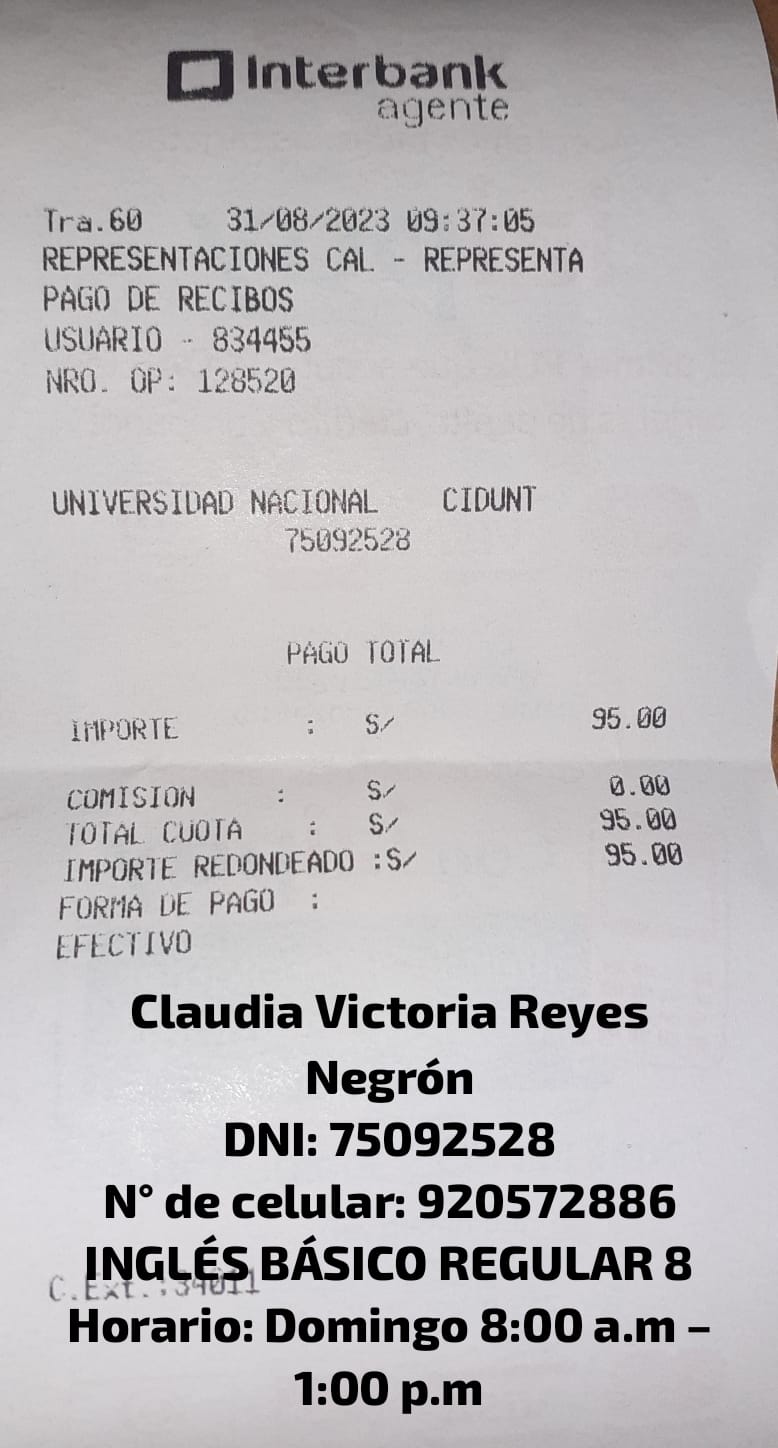 Interbank
agente
Tra.60 31/08/2023 09:37:05
REPRESENTACIONES CAL - REPRESENTA
PAGO DE RECIBOS
USUARIO - 834455
NRO. OP: 128520
UNIVERSIDAD NACIONAL CIDUNT
75092528
PAGO TOTAL
IMPORTE : S/ 95.00
COMISION : S/ 0.00
TOTAL CUOTA : S/ 95.00
IMPORTE REDONDEADO :S/ 95.00
FORMA DE PAGO :
EFECTIVO
Claudia Victoria Reyes
Negrón
DNI: 75092528
N° de celular: 920572886
INGLÉS BÁSICO REGULAR 8
C.Ext.:34011
Horario: Domingo 8:00 a.m –
1:00 p.m